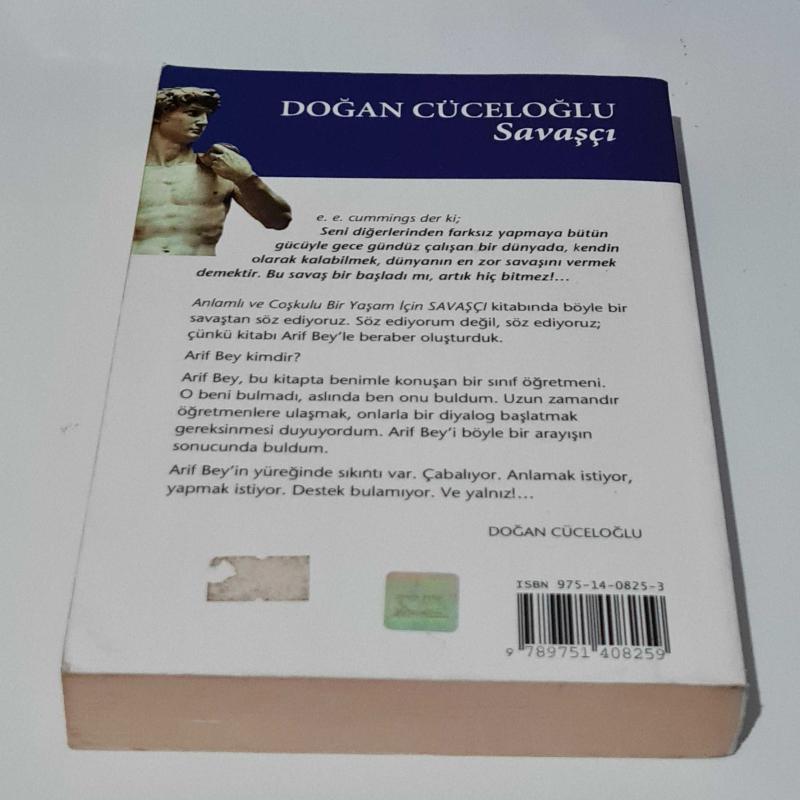 DOĞAN CÜCELOĞLU
Savaşçı
e. e. cummings der ki;
Seni diğerlerinden farksız yapmaya bütün
gücüyle gece gündüz çalışan bir dünyada, kendin
olarak kalabilmek, dünyanın en zor savaşını vermek
demektir. Bu savaş bir başladı mı, artık hiç bitmez!...
Anlamlı ve Coşkulu Bir Yaşam İçin SAVAŞÇI kitabında böyle bir
savaştan söz ediyoruz. Söz ediyorum değil, söz ediyoruz;
çünkü kitabı Arif Bey'le beraber oluşturduk.
Arif Bey kimdir?
Arif Bey, bu kitapta benimle konuşan bir sınıf öğretmeni.
O beni bulmadı, aslında ben onu buldum. Uzun zamandır
öğretmenlere ulaşmak, onlarla bir diyalog başlatmak
gereksinmesi duyuyordum. Arif Bey'i böyle bir arayışın
sonucunda buldum.
Arif Bey'in yüreğinde sıkıntı var. Çabalıyor. Anlamak istiyor,
yapmak istiyor. Destek bulamıyor. Ve yalnız!...
DOĞAN CÜCELOĞLU
ISBN 975-14-0825-3
9 789751 408259